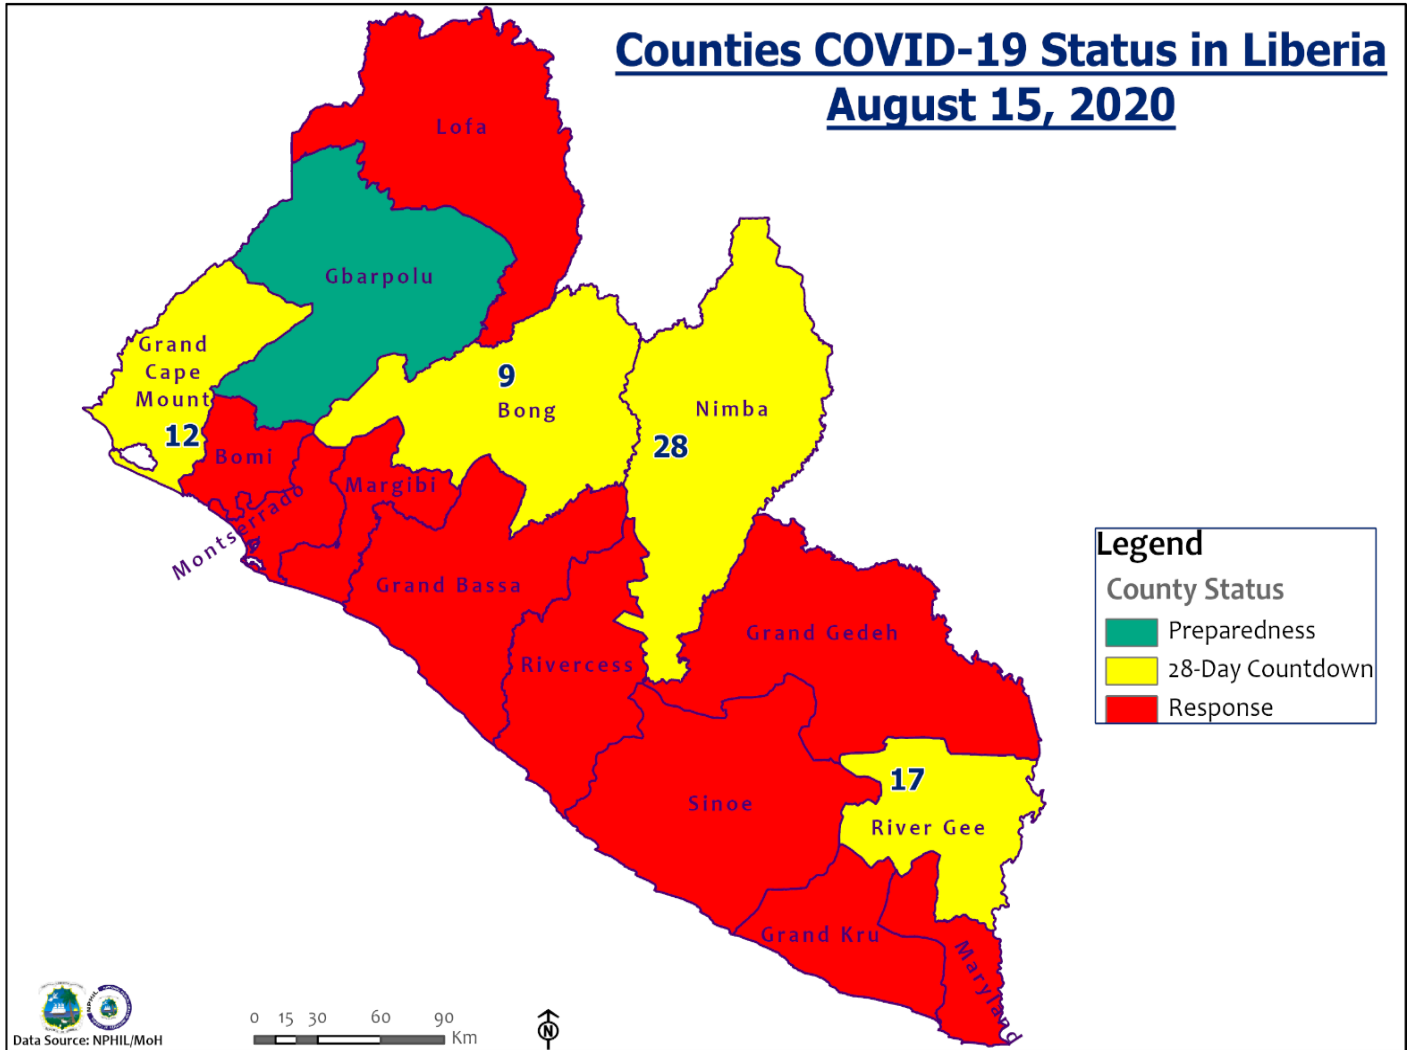 Counties COVID-19 Status in Liberia
August 15, 2020
Lofa
Gbarpolu
Grand
Cape
Mount
12
9
Bong
Nimba
28
Bomi
Margibi
Montserrado
Grand Bassa
Rivercess
Grand Gedeh
Sinoe
17
River Gee
Grand Kru
Maryland
Legend
County Status
Preparedness
28-Day Countdown
Response
Data Source: NPHIL/MoH
0 15 30 60 90
Km
N